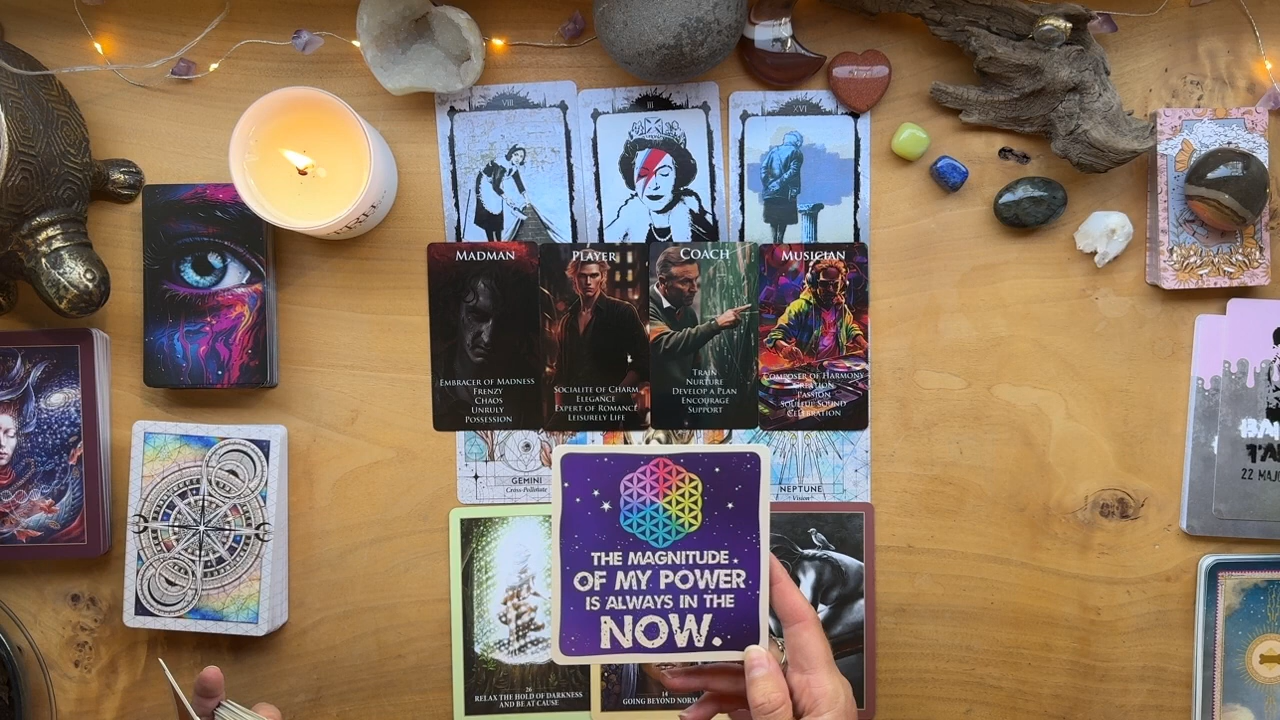 VIII
III
XVI
MADMAN
EMBRACER OF MADNESS
FRENZY
CHAOS
UNRULY
POSSESSION
PLAYER
SOCIALITE OF CHARM
ELEGANCE
EXPERT OF ROMANCE
LEISURELY LIFE
COACH
TRAIN
NURTURE
DEVELOP A PLAN
ENCOURAGE
SUPPORT
MUSICIAN
COMPOSER OF HARMONY
CREATION
PASSION
SOULFUL SOUND
CELEBRATION
GEMINI
Cross-Pollinate
NEPTUNE
Vision
THE MAGNITUDE
OF MY POWER
IS ALWAYS IN THE
NOW.
26
RELAX THE HOLD OF DARKNESS
AND BE AT CAUSE
14
GOING BEYOND
22